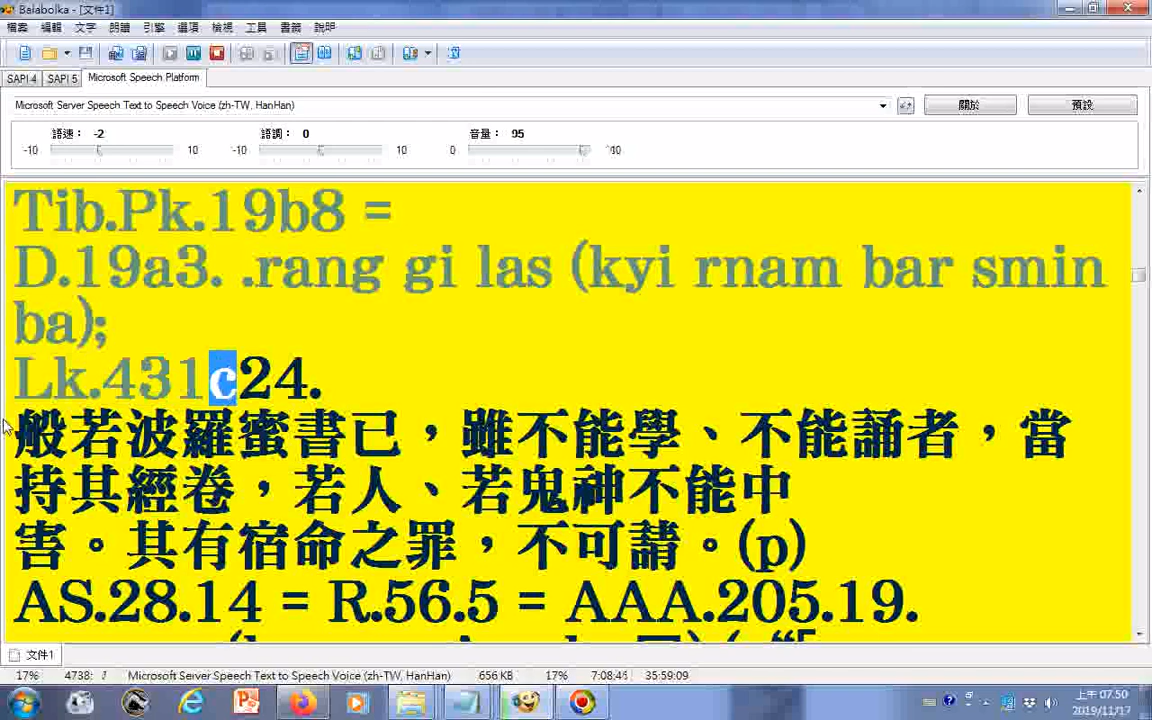 Balabolka - [文件1]
檔案 編輯 文字 朗讀 引擎 選項 檢視 工具 書籤 說明
SAPI 4 SAPI 5 Microsoft Speech Platform
Microsoft Server Speech Text to Speech Voice (zh-TW, HanHan) 關於 預設
語速： -2 語調： 0 音量： 95
-10 10 -10 10 0
Tib.Pk.19b8 =
D.19a3. .rang gi las (kyi rnam bar smin
ba);
Lk.431c24.
般若波羅蜜書已，雖不能學、不能誦者，當
持其經卷，若人、若鬼神不能中
害。其有宿命之罪，不可請。(p)
AS.28.14 = R.56.5 = AAA.205.19.
文件1
17% 4738: Microsoft Server Speech Text to Speech Voice (zh-TW, HanHan) 656 KB 17% 35:59:09
上午 07:50
2019/11/17